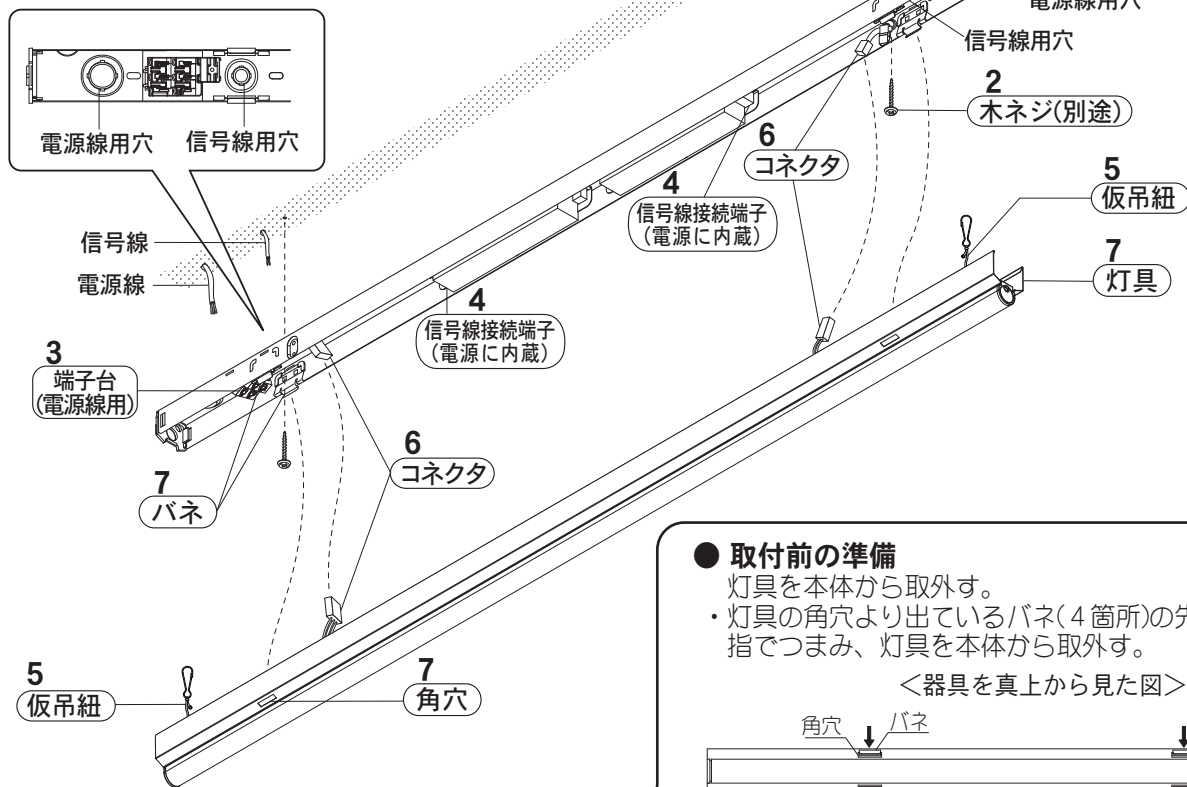 電源線用穴
信号線用穴
電源線用穴
信号線用穴
2
木ネジ(別途)
6
コネクタ
4
信号線接続端子
(電源に内蔵)
5
仮吊紐
7
灯具
信号線
電源線
4
信号線接続端子
(電源に内蔵)
3
端子台
(電源線用)
6
コネクタ
7
バネ
5
仮吊紐
7
角穴
● 取付前の準備
灯具を本体から取外す。
・灯具の角穴より出ているバネ(4箇所)の先
指でつまみ、灯具を本体から取外す。
＜器具を真上から見た図＞
角穴
バネ